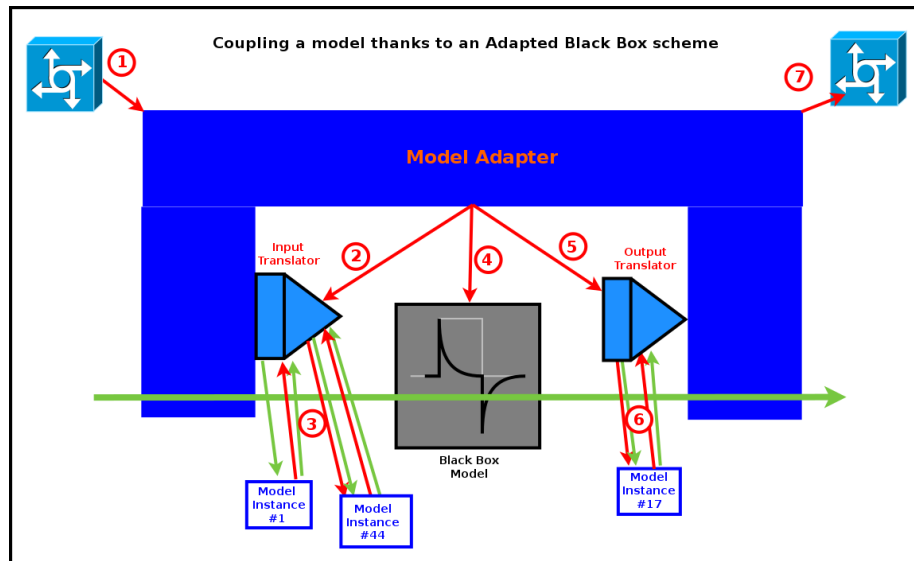 Coupling a model thanks to an Adapted Black Box scheme
1
7
Model Adapter
Input
Translator
2
4
5
Output
Translator
3
6
Black Box
Model
Model
Instance
#1
Model
Instance
#44
Model
Instance
#17